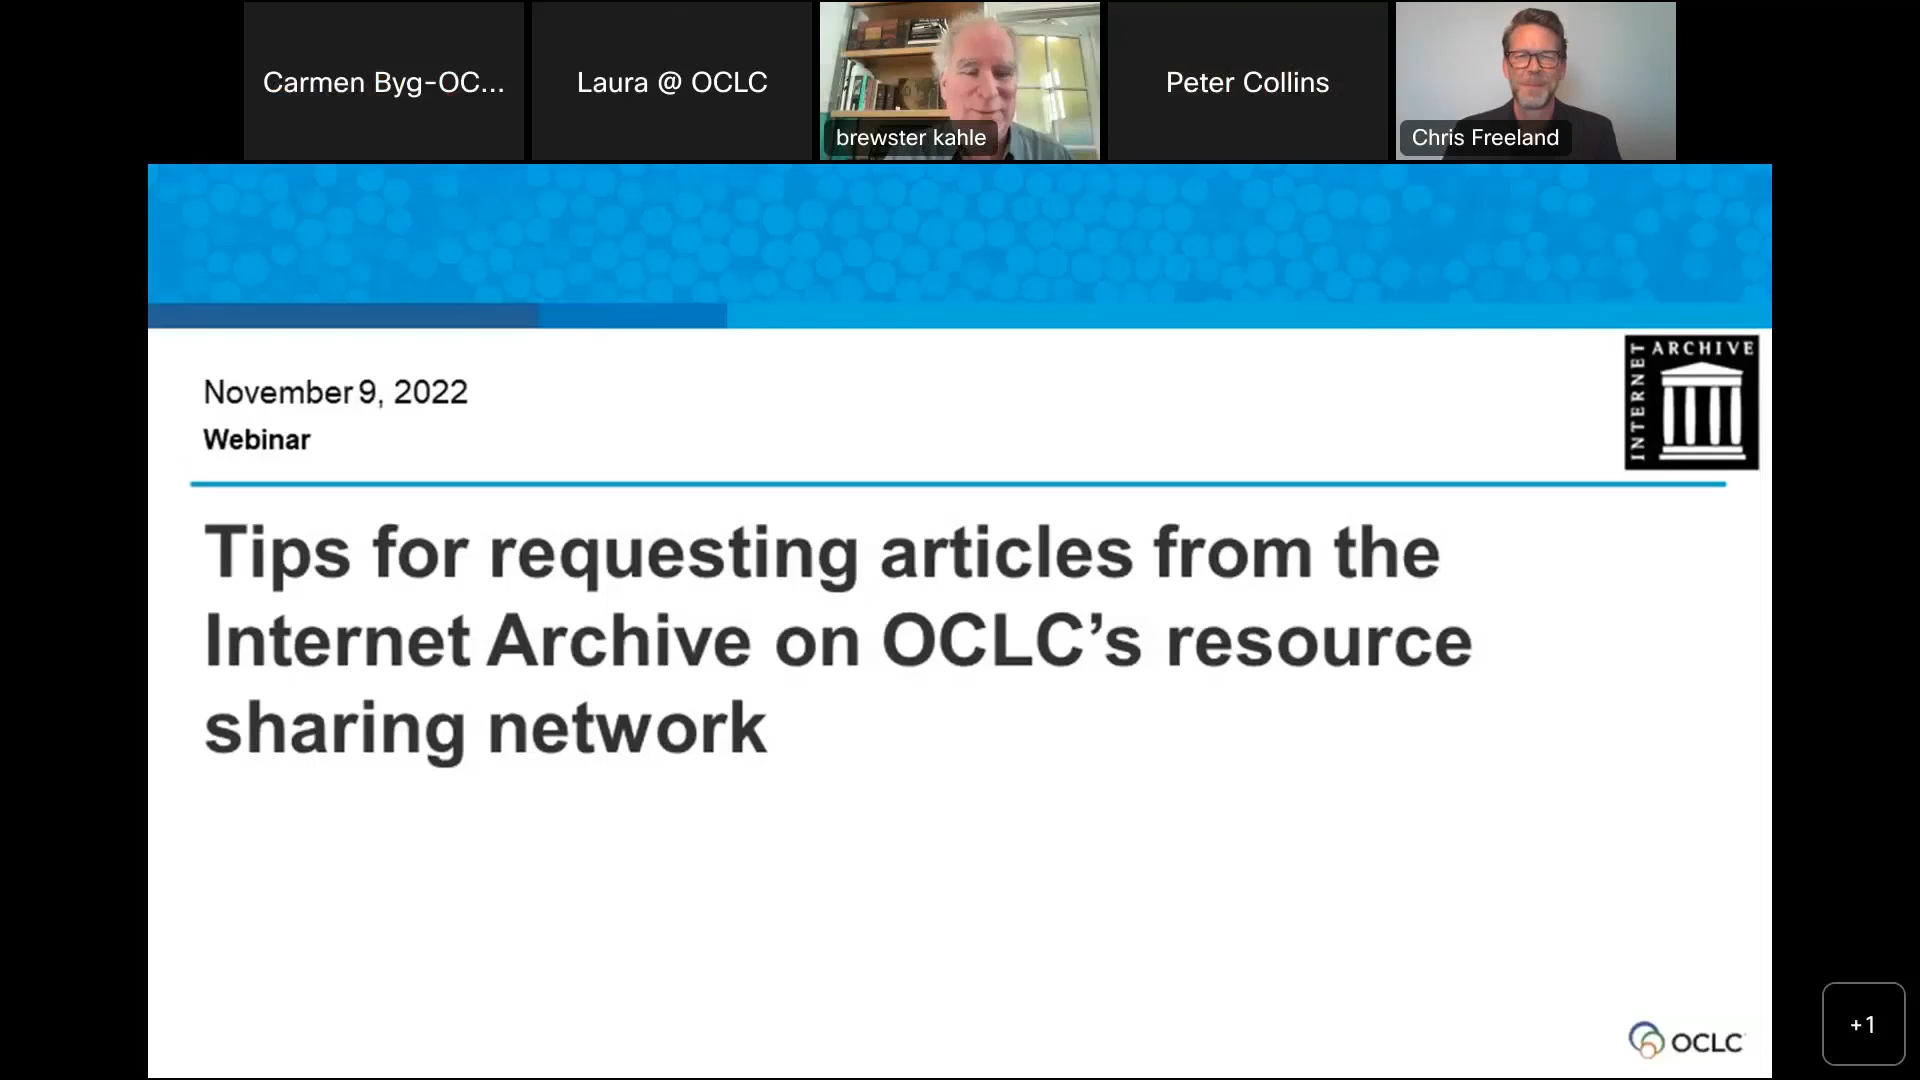 Carmen Byg-OC...
Laura @ OCLC
brewster kahle
Peter Collins
Chris Freeland
November 9, 2022
Webinar
INTERNET
ARCHIVE
Tips for requesting articles from the
Internet Archive on OCLC’s resource
sharing network
OCLC
+1